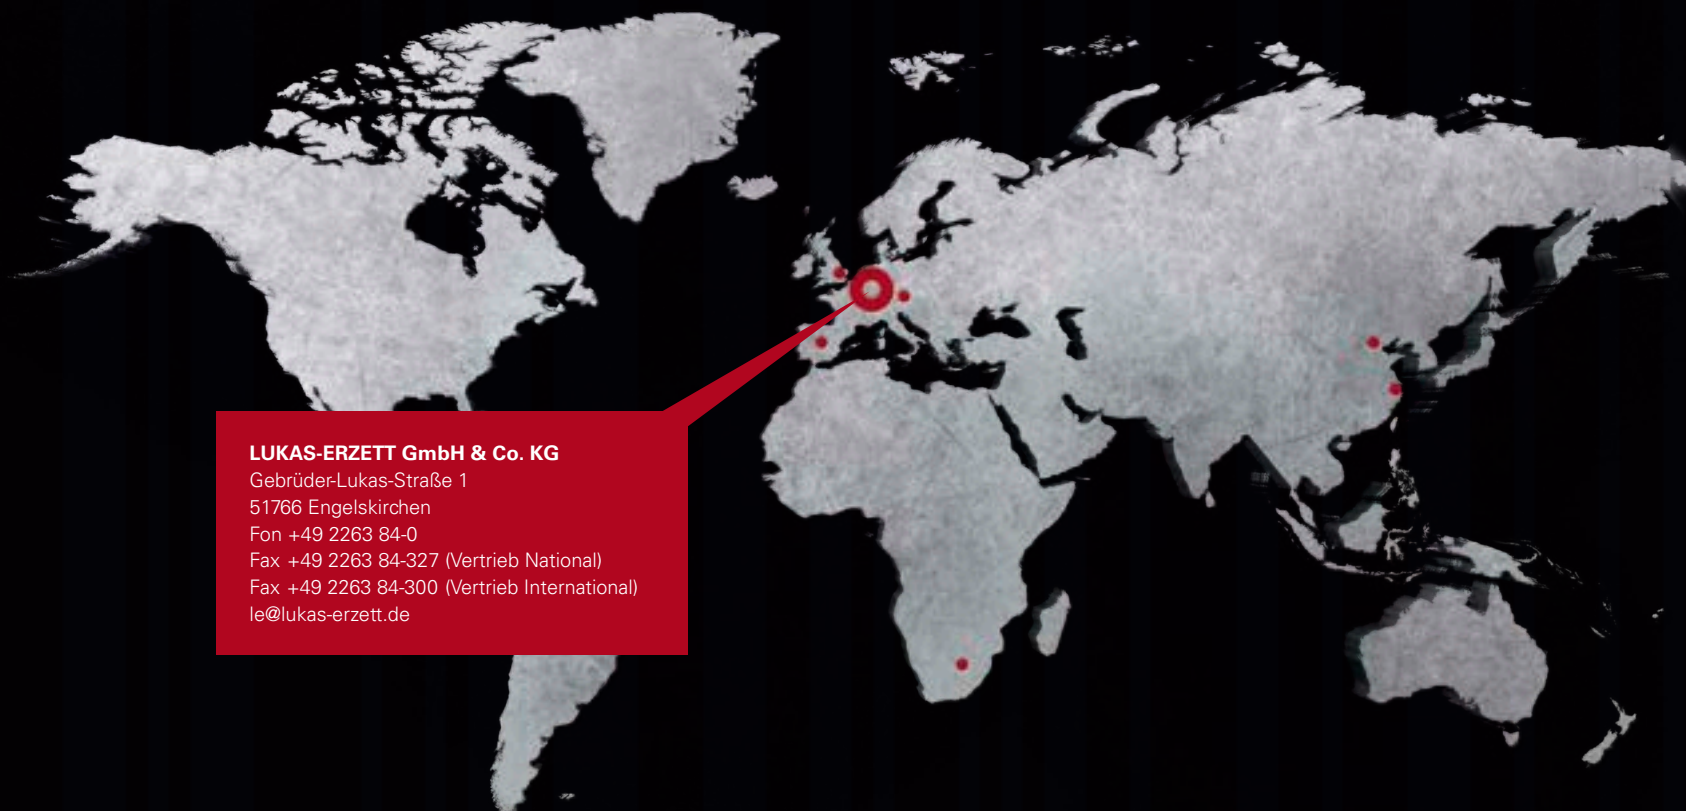 LUKAS-ERZETT GmbH & Co. KG
Gebrüder-Lukas-Straße 1
51766 Engelskirchen
Fon +49 2263 84-0
Fax +49 2263 84-327 (Vertrieb National)
Fax +49 2263 84-300 (Vertrieb International)
le@lukas-erzett.de